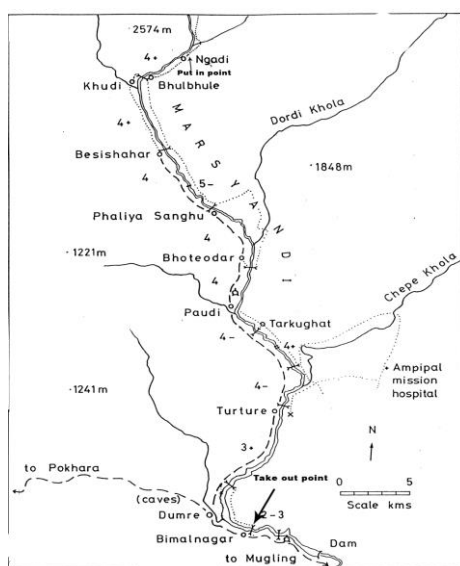 2574 m
4+
Ngadi
Put in point
Khudi
Bhulbhule
MARSYANDI
Dordi Khola
4+
Besishahar
1848m
4
5-
Phaliya Sanghu
4
1221m
Bhoteodar
4
Chepe Khola
Paudi
Tarkughat
4-
4+
Ampipal
mission
hospital
1241m
4-
Turture
N
3+
to Pokhara
0 5
Scale kms
(caves)
Take out point
Dumre
2-3
Bimalnagar
Dam
to Mugling